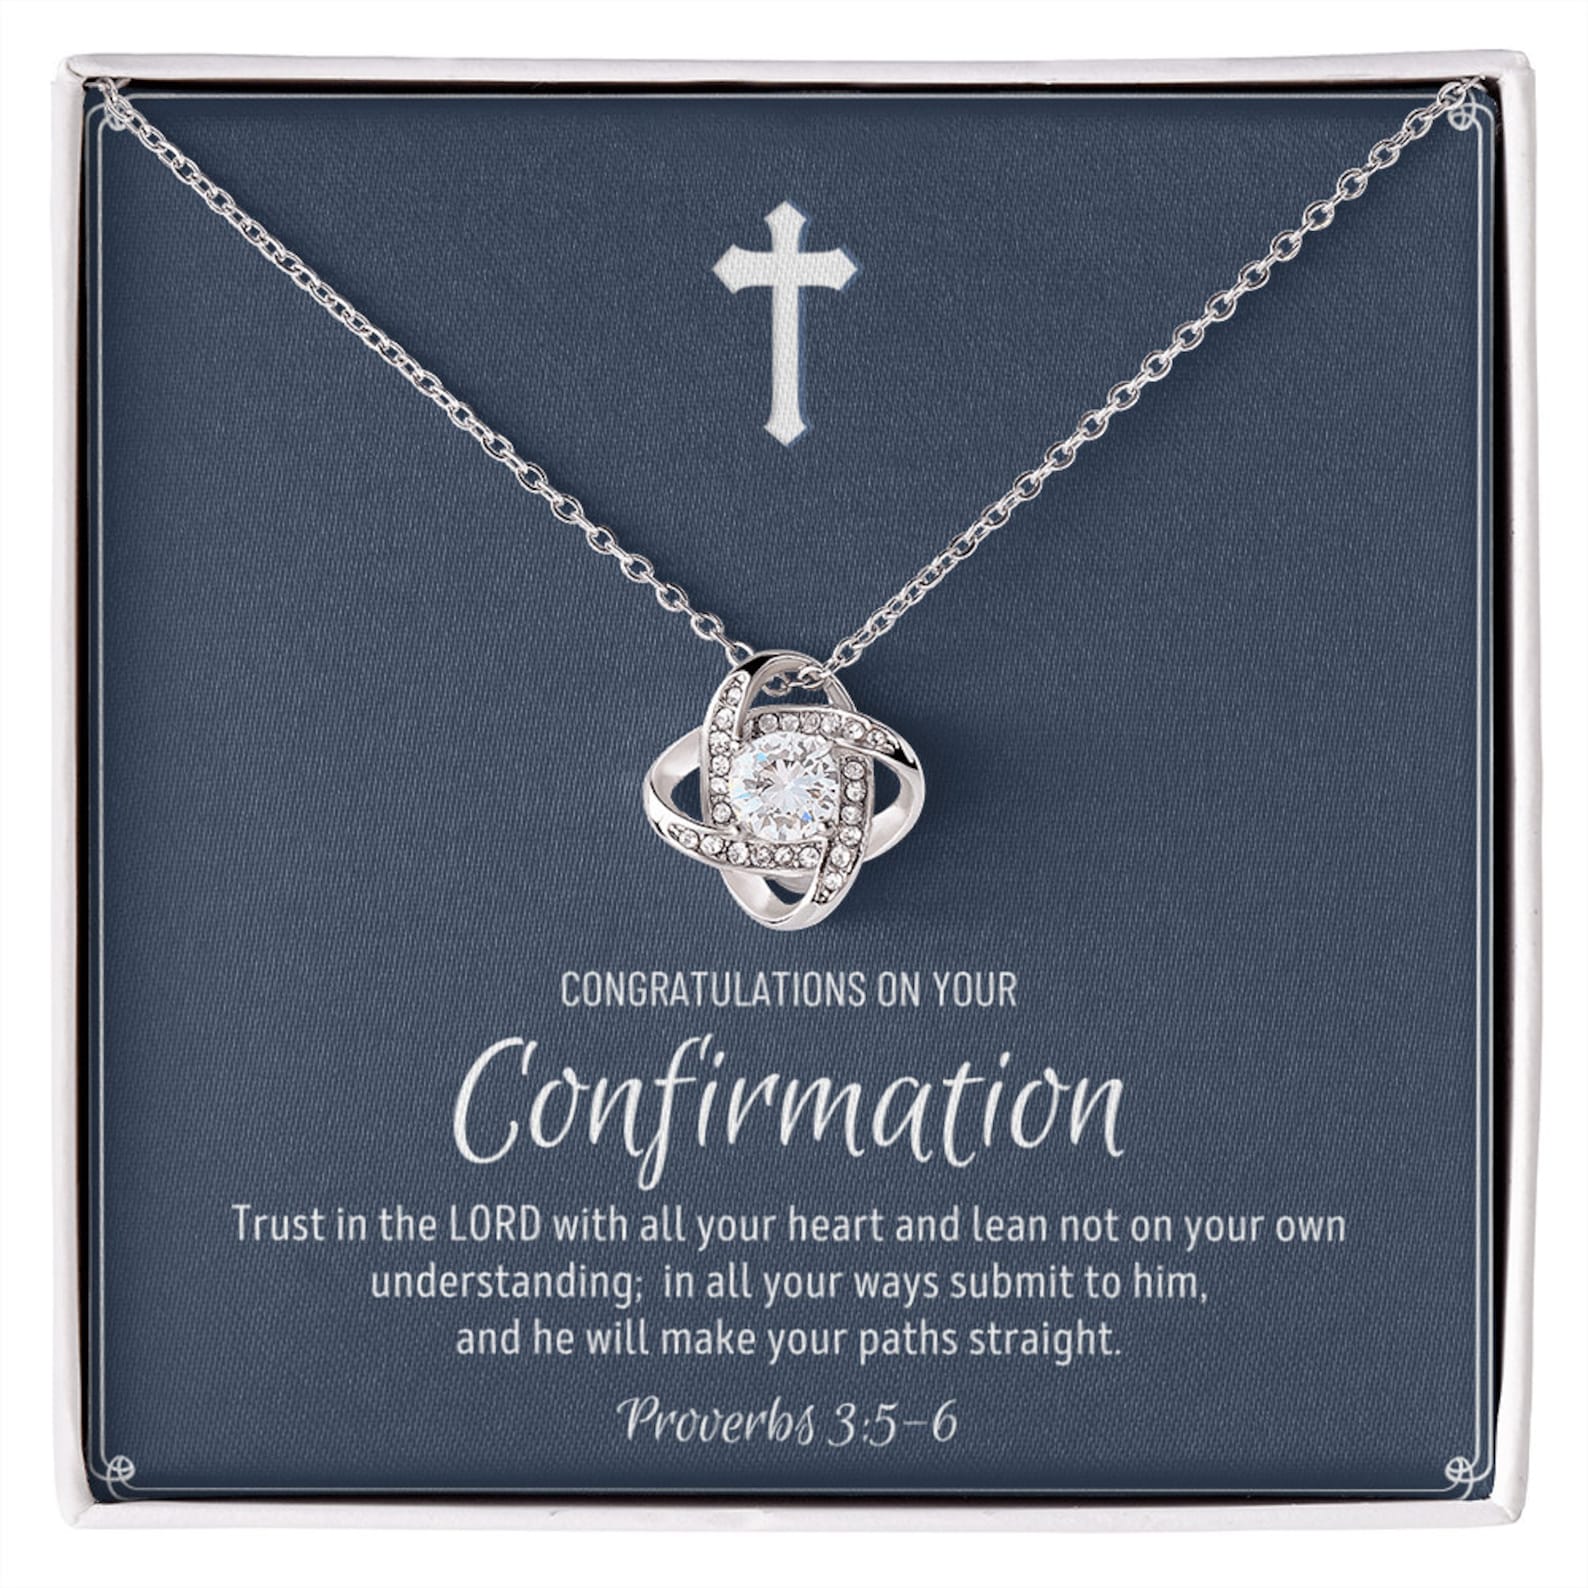 CONGRATULATIONS ON YOUR
Confirmation
Trust in the LORD with all your heart and lean not on your own
understanding;  in all your ways submit to him,
and he will make your paths straight.
Proverbs 3:5–6